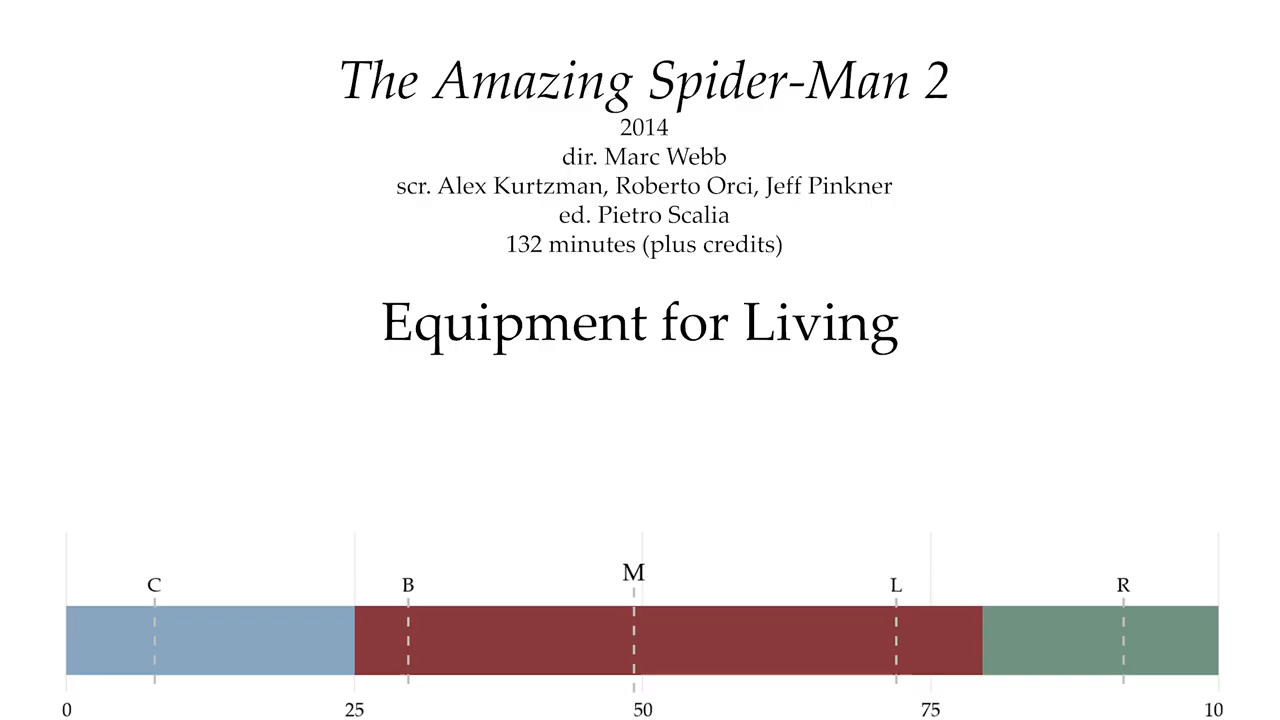 The Amazing Spider-Man 2
2014
dir. Marc Webb
scr. Alex Kurtzman, Roberto Orci, Jeff Pinkner
ed. Pietro Scalia
132 minutes (plus credits)
Equipment for Living
C B M L R
0 25 50 75 10